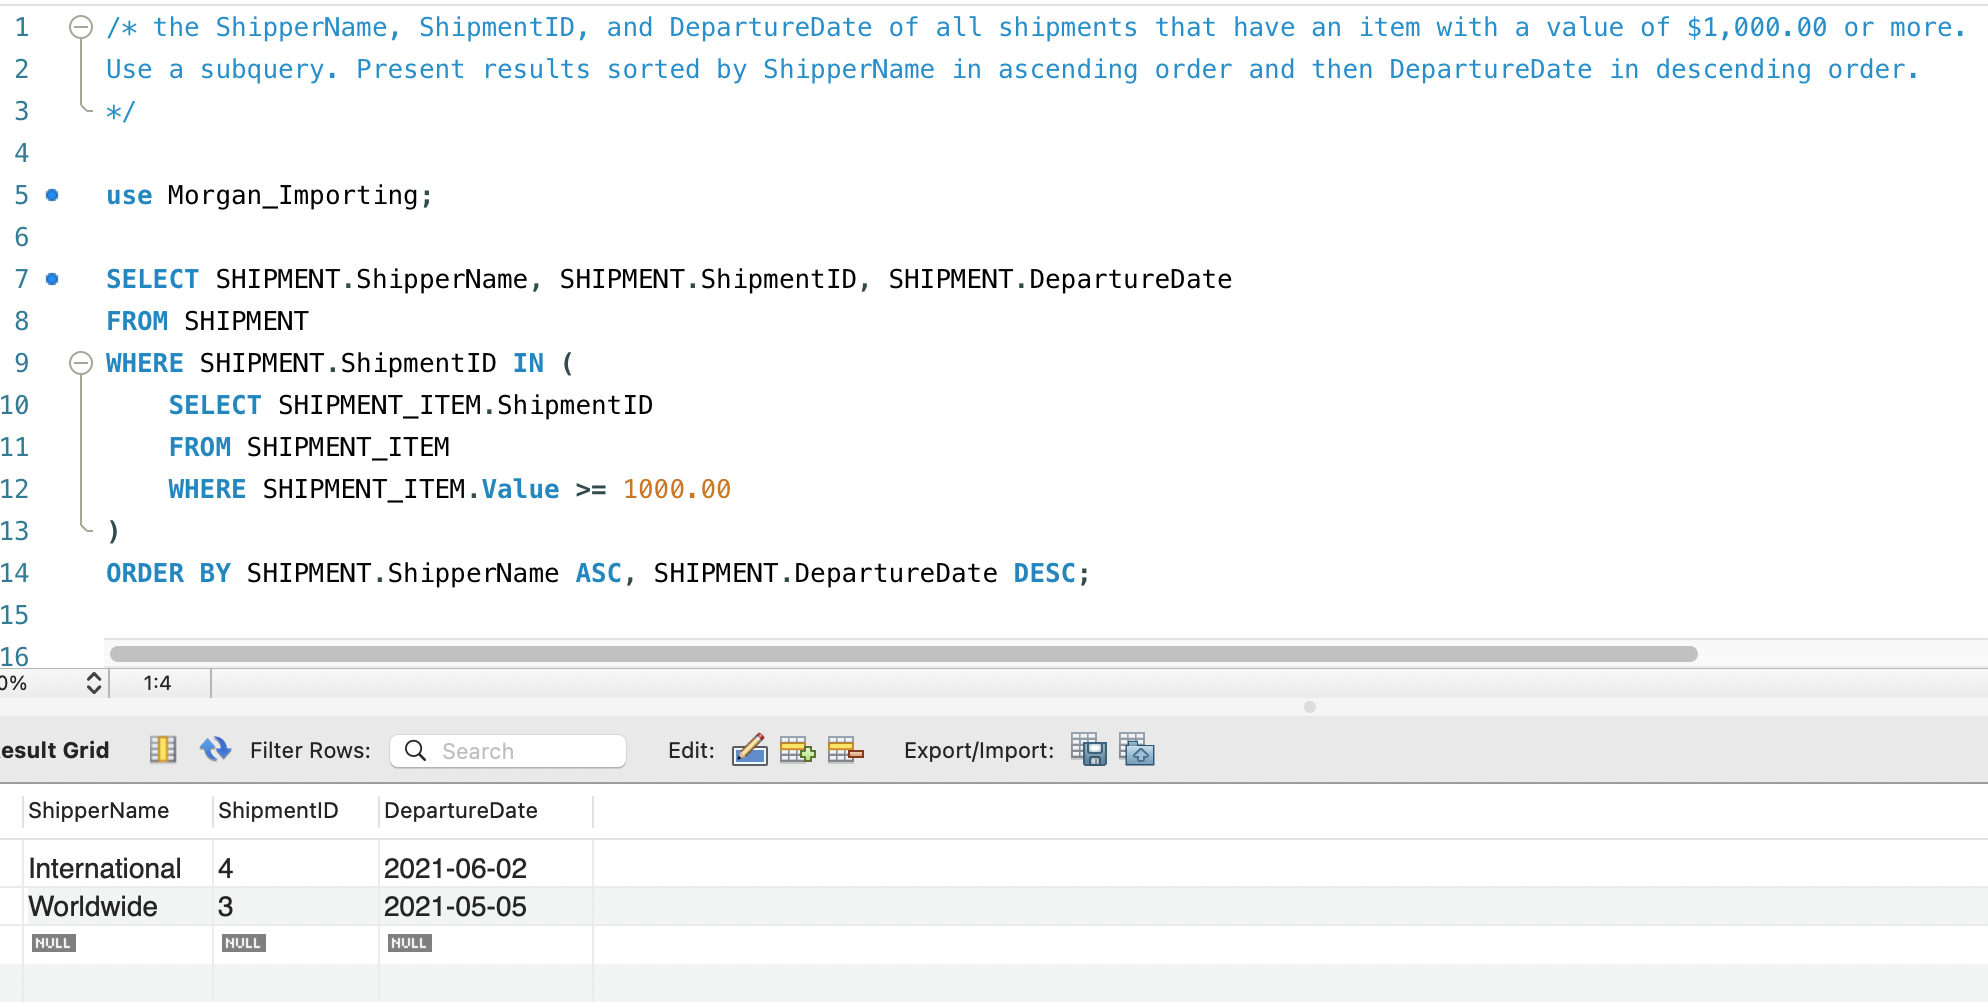 1 /* the ShipperName, ShipmentID, and DepartureDate of all shipments that have an item with a value of $1,000.00 or more.
2 Use a subquery. Present results sorted by ShipperName in ascending order and then DepartureDate in descending order.
3 */
4
5 use Morgan_Importing;
6
7 SELECT SHIPMENT.ShipperName, SHIPMENT.ShipmentID, SHIPMENT.DepartureDate
8 FROM SHIPMENT
9 WHERE SHIPMENT.ShipmentID IN (
10 SELECT SHIPMENT_ITEM.ShipmentID
11 FROM SHIPMENT_ITEM
12 WHERE SHIPMENT_ITEM.Value >= 1000.00
13 )
14 ORDER BY SHIPMENT.ShipperName ASC, SHIPMENT.DepartureDate DESC;
15
16
0% 1:4
esult Grid Filter Rows: Search Edit: Export/Import:
ShipperName ShipmentID DepartureDate
International 4 2021-06-02
Worldwide 3 2021-05-05
NULL NULL NULL